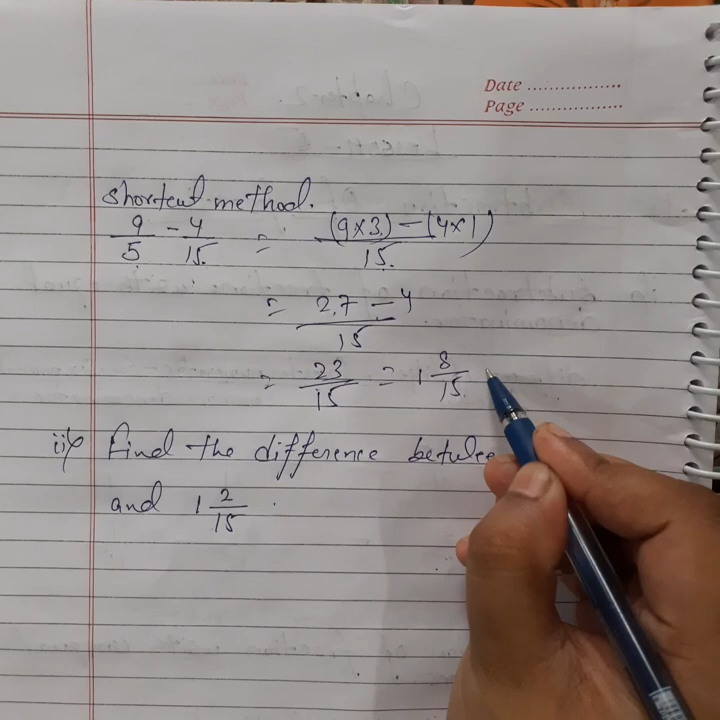 Date ................
Page ................
Shortcut method.
9/5 - 4/15 = (9×3) - (4×1)/15
= 27 - 4/15
= 23/15 = 1 8/15
ii) Find the difference
and 1 2/15.